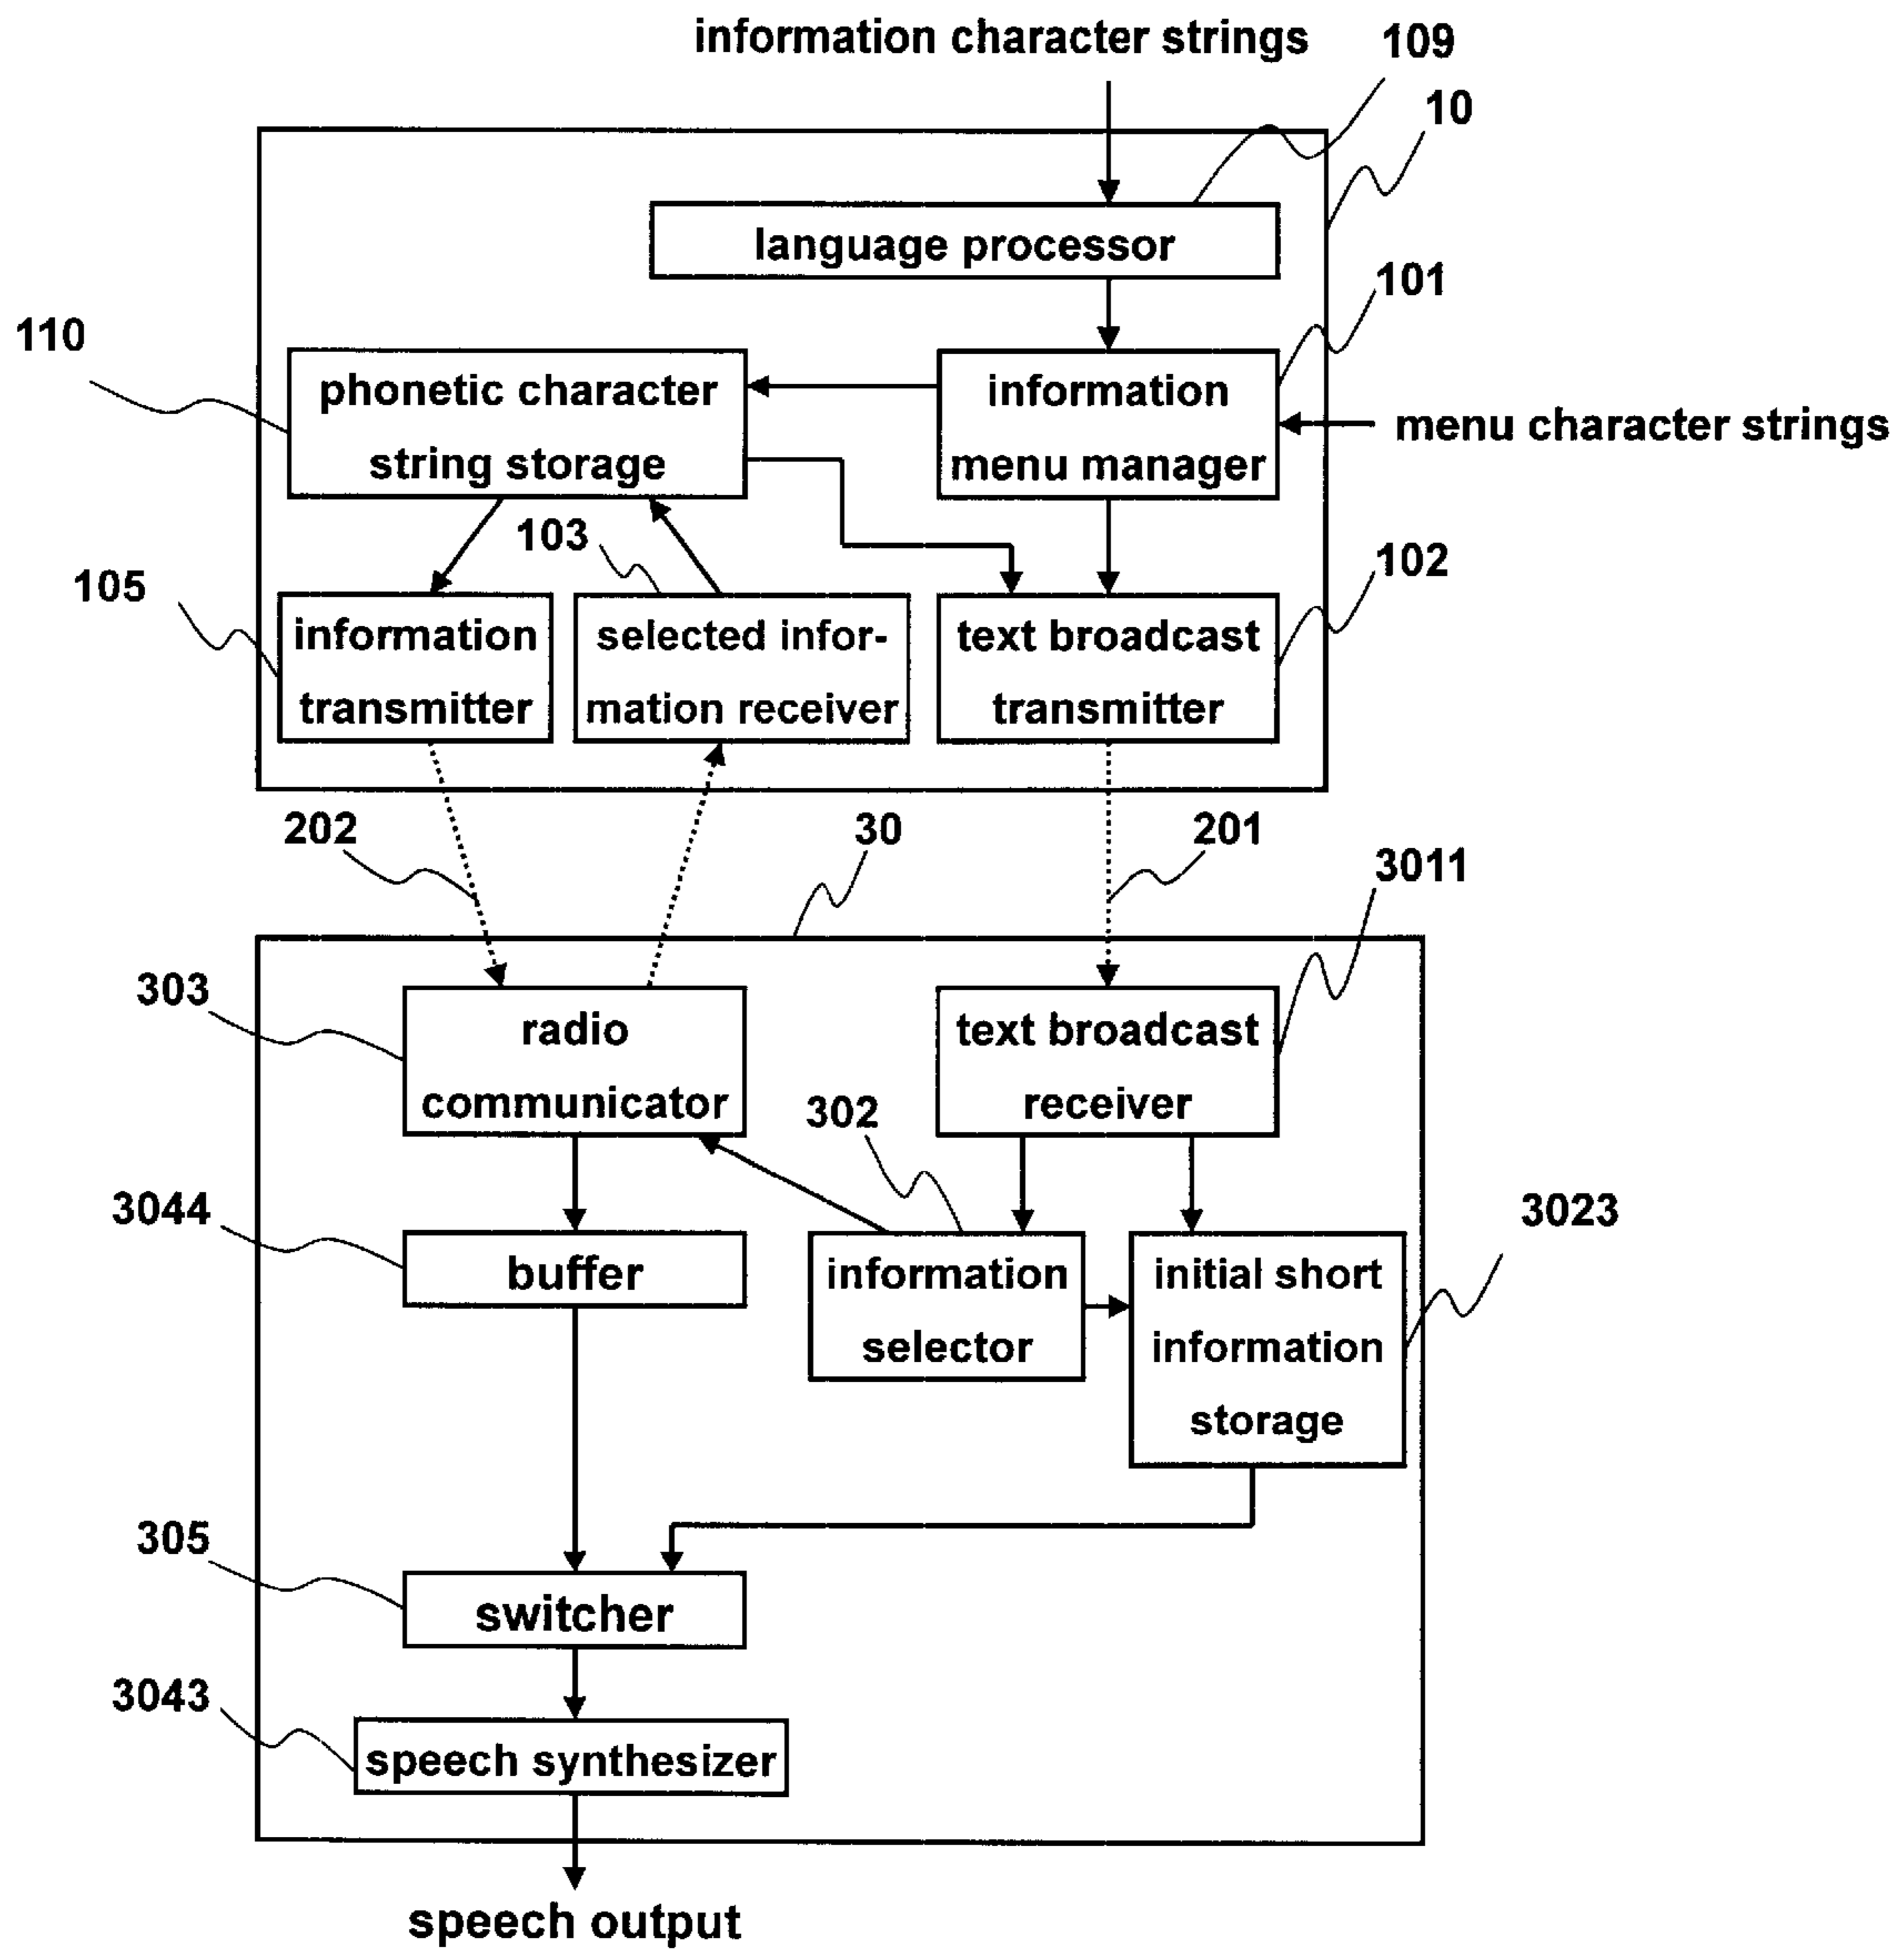 information character strings
109
10
language processor
101
110
phonetic character
string storage
information
menu manager
menu character strings
103
102
105
information
transmitter
selected infor-
mation receiver
text broadcast
transmitter
202
30
201
3011
303
radio
communicator
text broadcast
receiver
302
3044
3023
buffer
information
selector
initial short
information
storage
305
switcher
3043
speech synthesizer
speech output